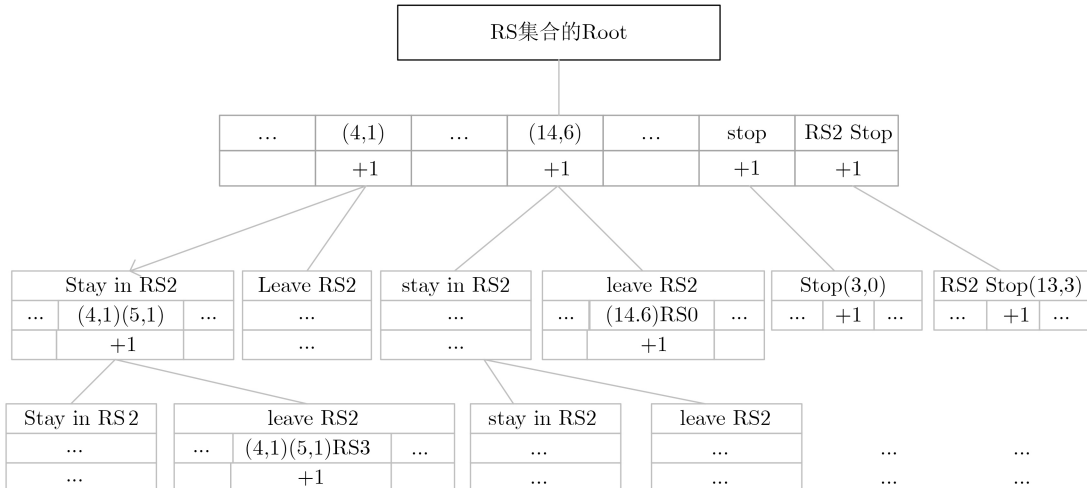 RS集合的Root
... (4,1) ... (14,6) ... stop RS2 Stop
+1 +1 +1 +1
Stay in RS2 Leave RS2 stay in RS2 leave RS2 Stop(3,0) RS2 Stop(13,3)
... (4,1)(5,1) ... ... ... ... (14.6)RS0 ... ... +1 ... ... +1 ...
+1 ... ... +1
Stay in RS2 leave RS2 stay in RS2 leave RS2
... ... (4,1)(5,1)RS3 ... ... ... ... ...
... +1 ... ... ... ...